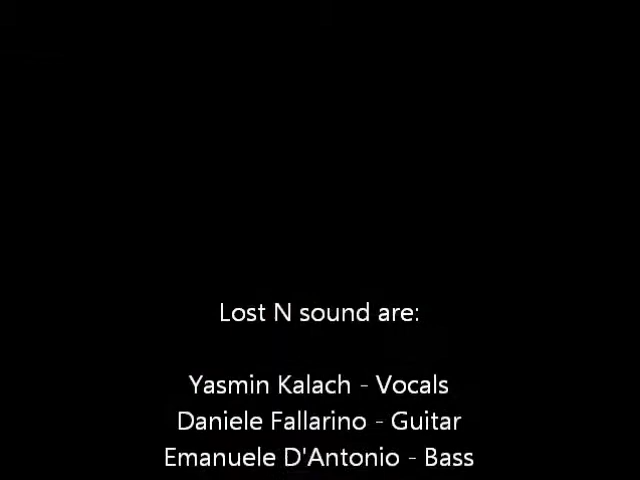 Lost N sound are:
Yasmin Kalach - Vocals
Daniele Fallarino - Guitar
Emanuele D'Antonio - Bass